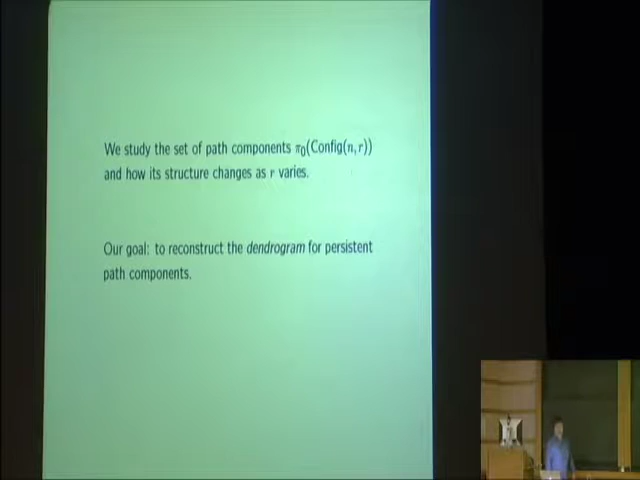 We study the set of path components π₀(Config(n, r))
and how its structure changes as r varies.
Our goal: to reconstruct the dendrogram for persistent
path components.